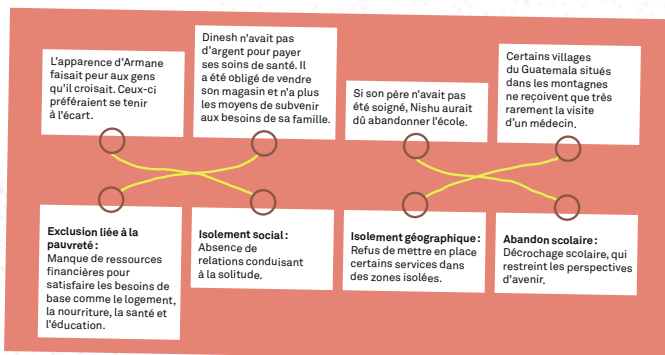 L'apparence d'Armane
faisait peur aux gens
qu'il croisait. Ceux-ci
préféraient se tenir
à l'écart.
Dinesh n'avait pas
d'argent pour payer
ses soins de santé. Il
a été obligé de vendre
son magasin et n'a plus
les moyens de subvenir
aux besoins de sa famille.
Si son père n'avait pas
été soigné, Nishu aurait
dû abandonner l'école.
Certains villages
du Guatemala situés
dans les montagnes
ne reçoivent que très
rarement la visite
d'un médecin.
Exclusion liée à la
pauvreté :
Manque de ressources
financières pour
satisfaire les besoins de
base comme le logement,
la nourriture, la santé et
l'éducation.
Isolement social :
Absence de
relations conduisant
à la solitude.
Isolement géographique :
Refus de mettre en place
certains services dans
des zones isolées.
Abandon scolaire :
Décrochage scolaire, qui
restreint les perspectives
d'avenir.